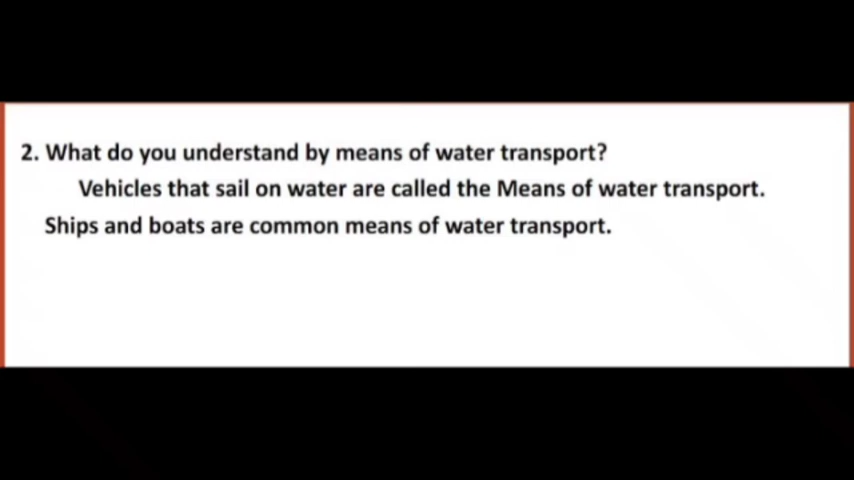 2. What do you understand by means of water transport?
Vehicles that sail on water are called the Means of water transport.
Ships and boats are common means of water transport.